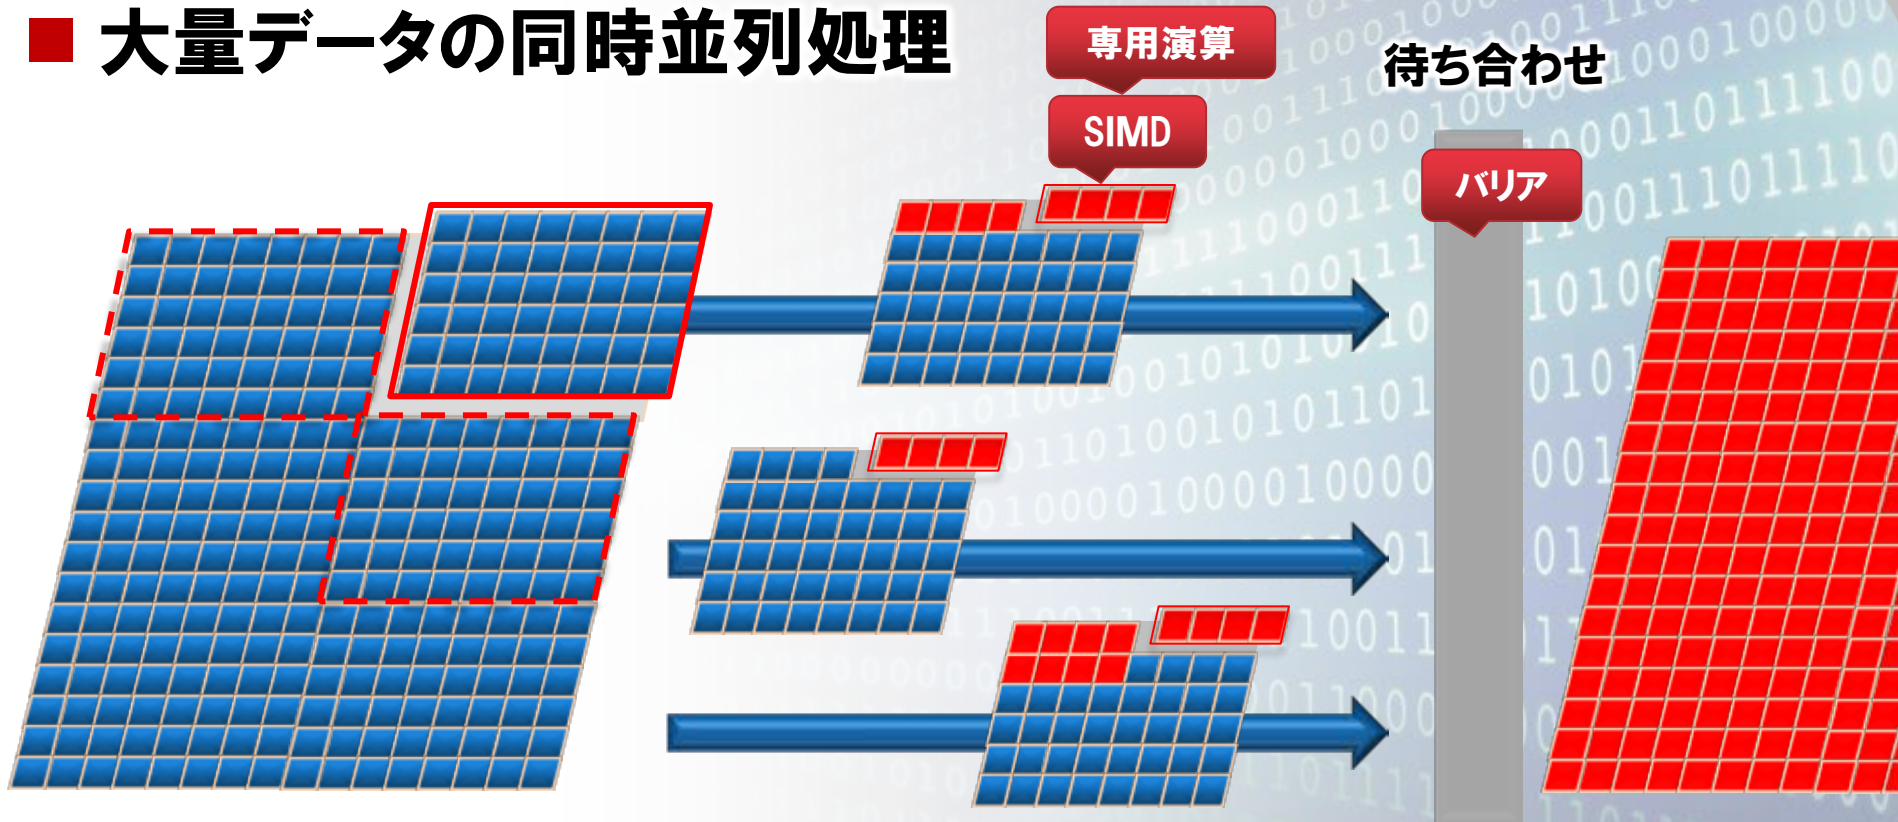 大量データの同時並列処理
専用演算
SIMD
待ち合わせ
バリア